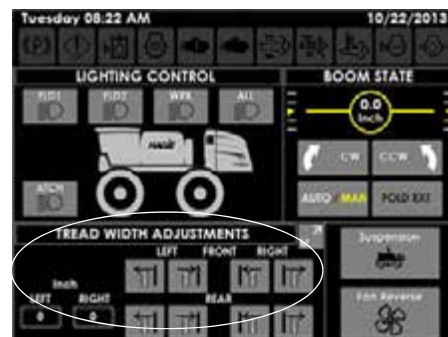 Tuesday 08:22 AM 10/22/2013
(P) (!)
LIGHTING CONTROL
FLD1 FLD2 WRK ALL
HAGIE
ATCH
BOOM STATE
0.0
Inch
CW CCW
AUTO / MAN FOLD EXT
TREAD WIDTH ADJUSTMENTS
LEFT FRONT RIGHT
Inch
LEFT RIGHT REAR
0 0
Suspension
Fan Reverse